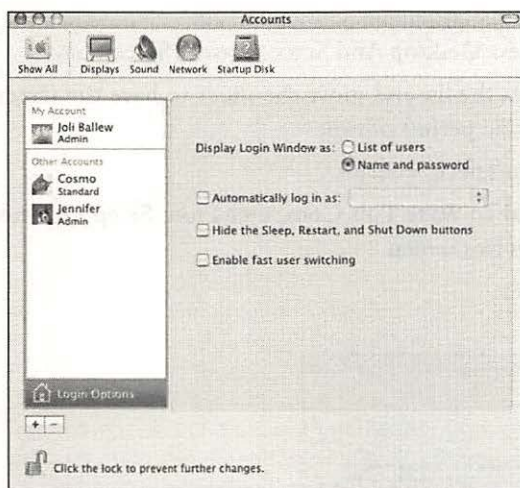 Accounts
Show All Displays Sound Network Startup Disk
My Account
Joli Ballew
Admin
Other Accounts
Cosmo
Standard
Jennifer
Admin
Login Options
Display Login Window as: List of users
Name and password
Automatically log in as:
Hide the Sleep, Restart, and Shut Down buttons
Enable fast user switching
+ -
Click the lock to prevent further changes.